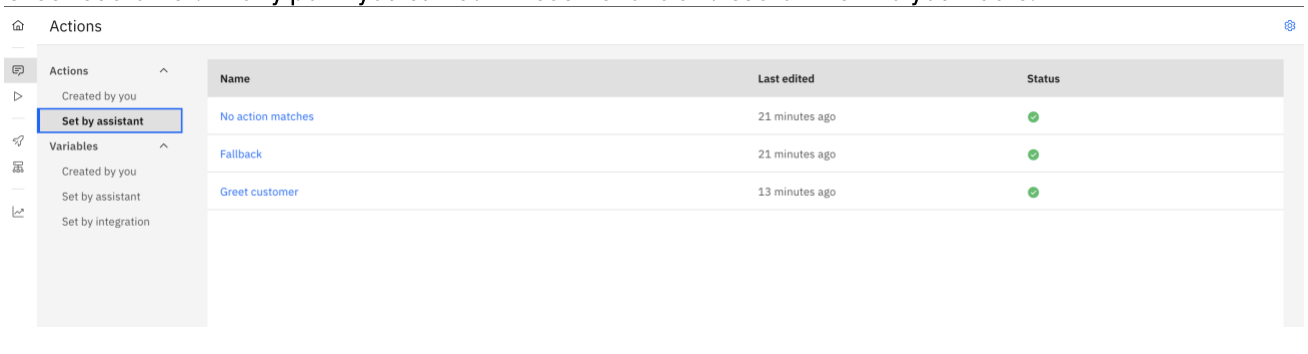 Actions
Actions
Created by you
Set by assistant
Variables
Created by you
Set by assistant
Set by integration
Name Last edited Status
No action matches 21 minutes ago
Fallback 21 minutes ago
Greet customer 13 minutes ago